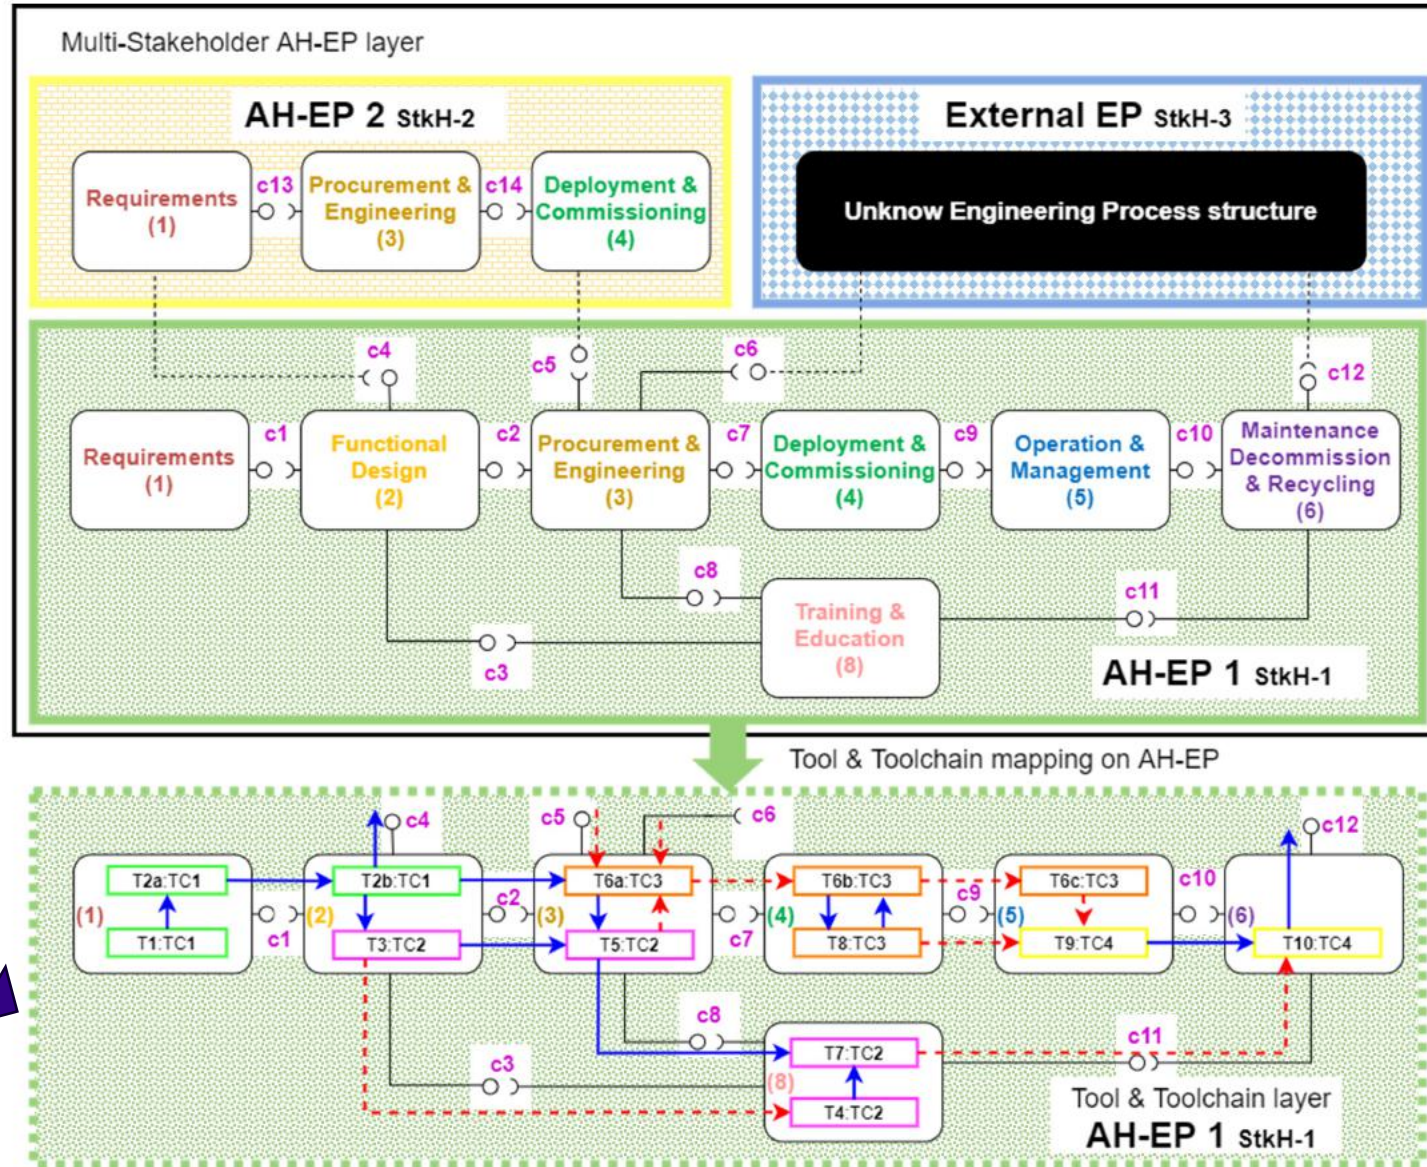 Multi-Stakeholder AH-EP layer
AH-EP 2 StkH-2
External EP StkH-3
Requirements
(1)
c13
Procurement &
Engineering
(3)
c14
Deployment &
Commissioning
(4)
Unknow Engineering Process structure
c4
c5
c6
c12
Requirements
(1)
c1
Functional
Design
(2)
c2
Procurement &
Engineering
(3)
c7
Deployment &
Commissioning
(4)
c9
Operation &
Management
(5)
c10
Maintenance
Decommission
& Recycling
(6)
c8
c11
c3
Training &
Education
(8)
AH-EP 1 StkH-1
Tool & Toolchain mapping on AH-EP
c4
c5
c6
c12
T2a:TC1
T2b:TC1
T6a:TC3
T6b:TC3
T6c:TC3
c10
(1)
c1
(2)
c2
(3)
c7
(4)
c9
(5)
(6)
T1:TC1
T3:TC2
T5:TC2
T8:TC3
T9:TC4
T10:TC4
c8
c3
c11
T7:TC2
(8)
T4:TC2
Tool & Toolchain layer
AH-EP 1 StkH-1